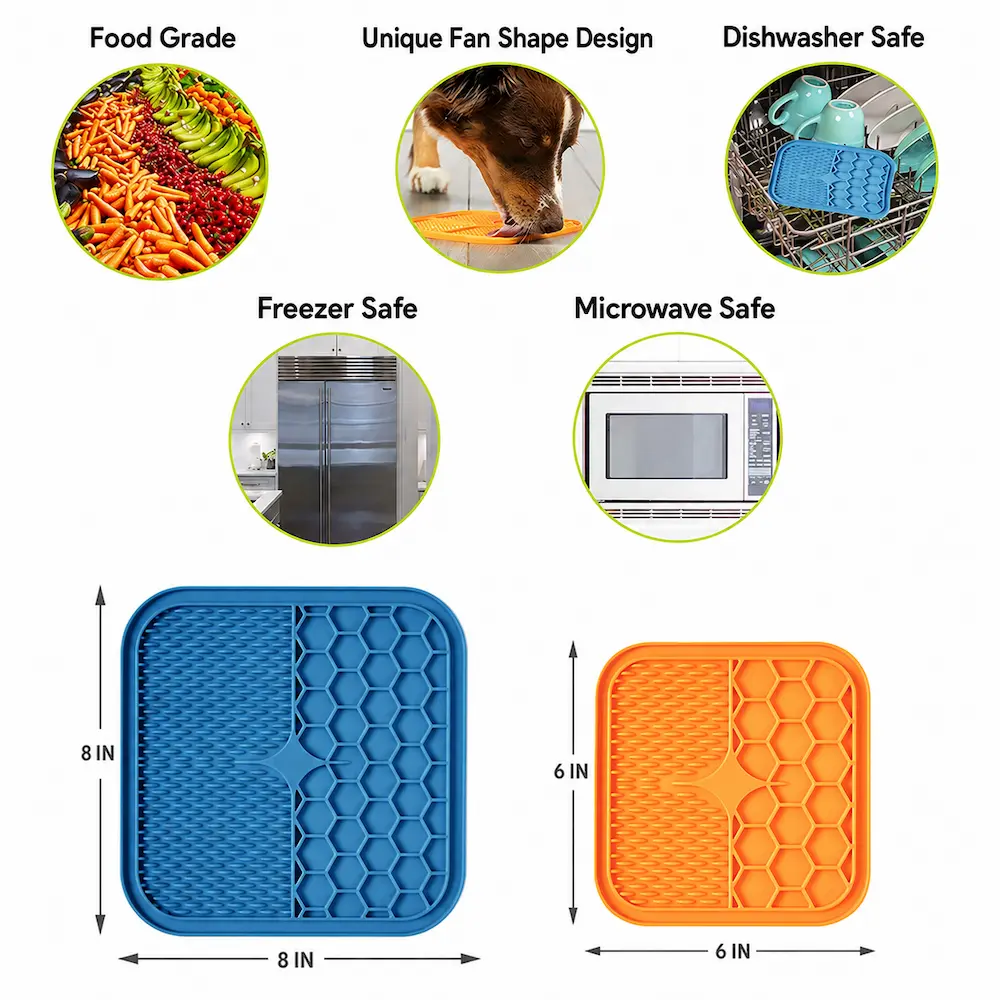 Food Grade
Unique Fan Shape Design
Dishwasher Safe
Freezer Safe
Microwave Safe
8 IN
6 IN
8 IN
6 IN